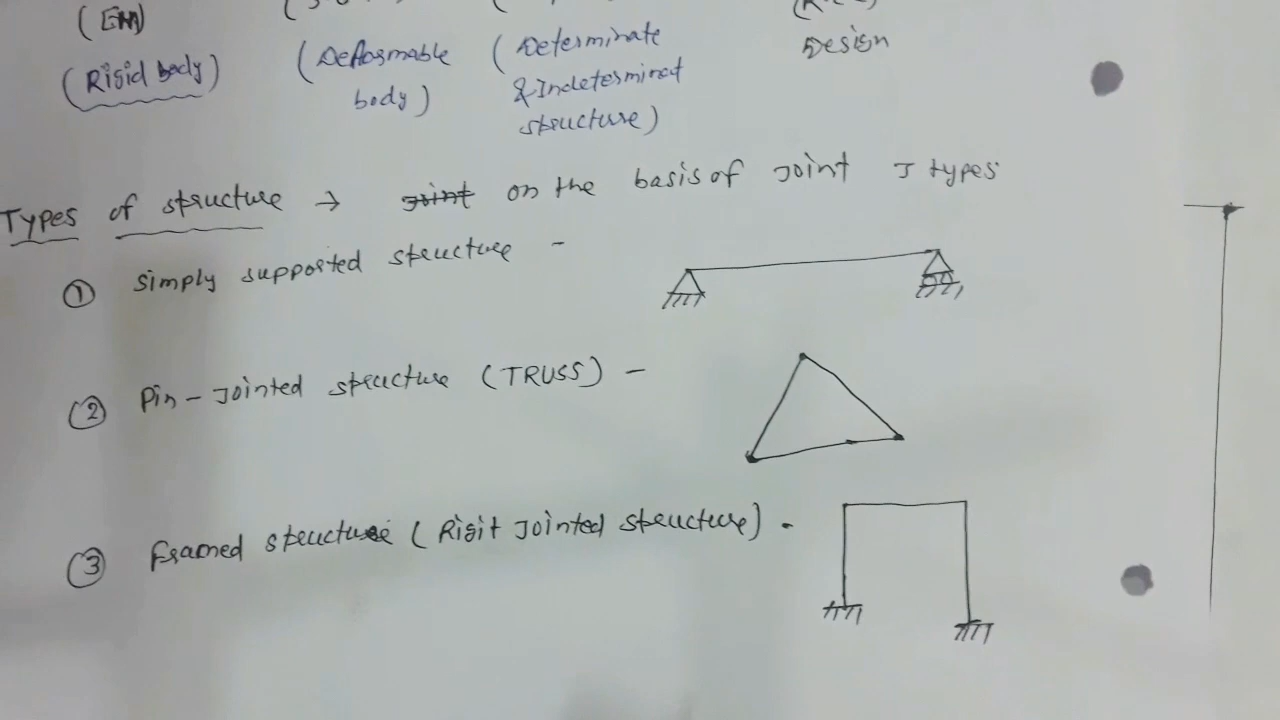 (EM)
(Rigid body)
(Deformable
body)
(Determinate
& Indeterminat
structure)
Design
Types of structure → Joint on the basis of Joint 3 types
① Simply supported structure -
② Pin - Jointed structure (TRUSS) -
③ Framed structure (Rigit Jointed structure) -